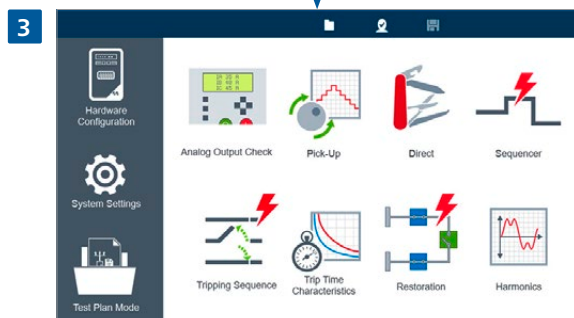 3
Hardware
Configuration
System Settings
Test Plan Mode
Analog Output Check
Pick-Up
Direct
Sequencer
Tripping Sequence
Trip Time
Characteristics
Restoration
Harmonics